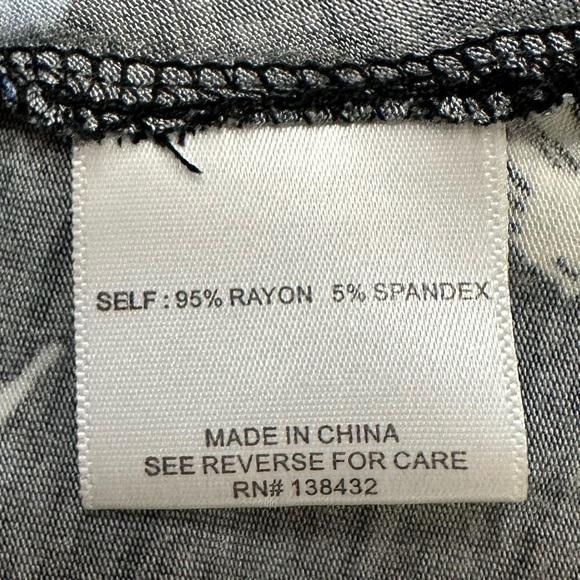 SELF : 95% RAYON 5% SPANDEX
MADE IN CHINA
SEE REVERSE FOR CARE
RN# 138432